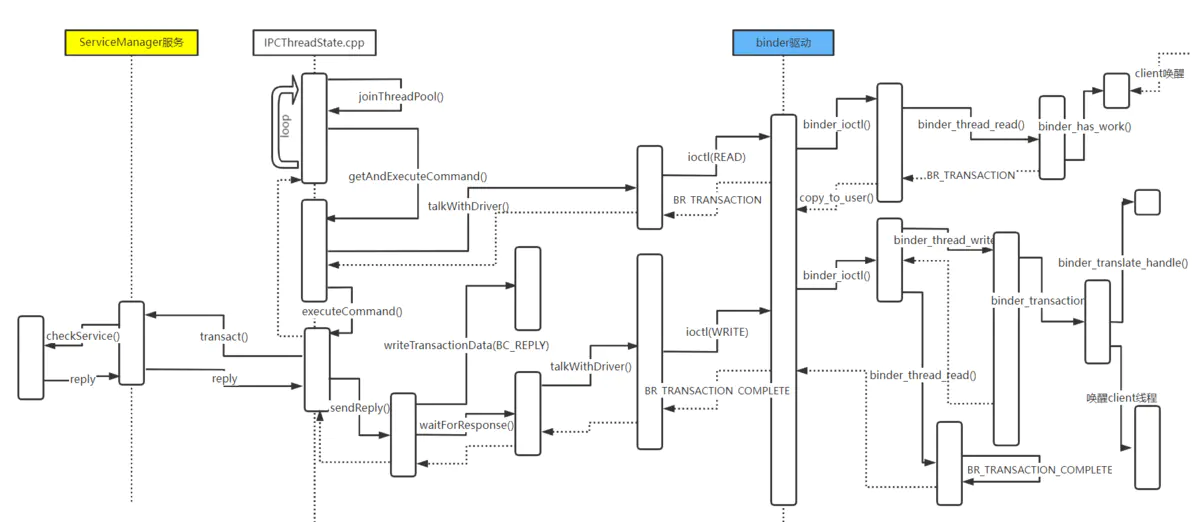 ServiceManager服务
IPCThreadState.cpp
binder驱动
joinThreadPool()
loop
getAndExecuteCommand()
talkWithDriver()
ioctl(READ)
BR_TRANSACTION
binder_ioctl()
binder_thread_read()
binder_has_work()
client唤醒
BR_TRANSACTION
copy_to_user()
binder_thread_write
binder_translate_handle()
binder_ioctl()
binder_transaction
executeCommand()
checkService()
transact()
ioctl(WRITE)
writeTransactionData(BC_REPLY)
talkWithDriver()
reply
reply
BR_TRANSACTION_COMPLETE
binder_thread_read()
sendReply()
waitForResponse()
唤醒client线程
BR_TRANSACTION_COMPLETE